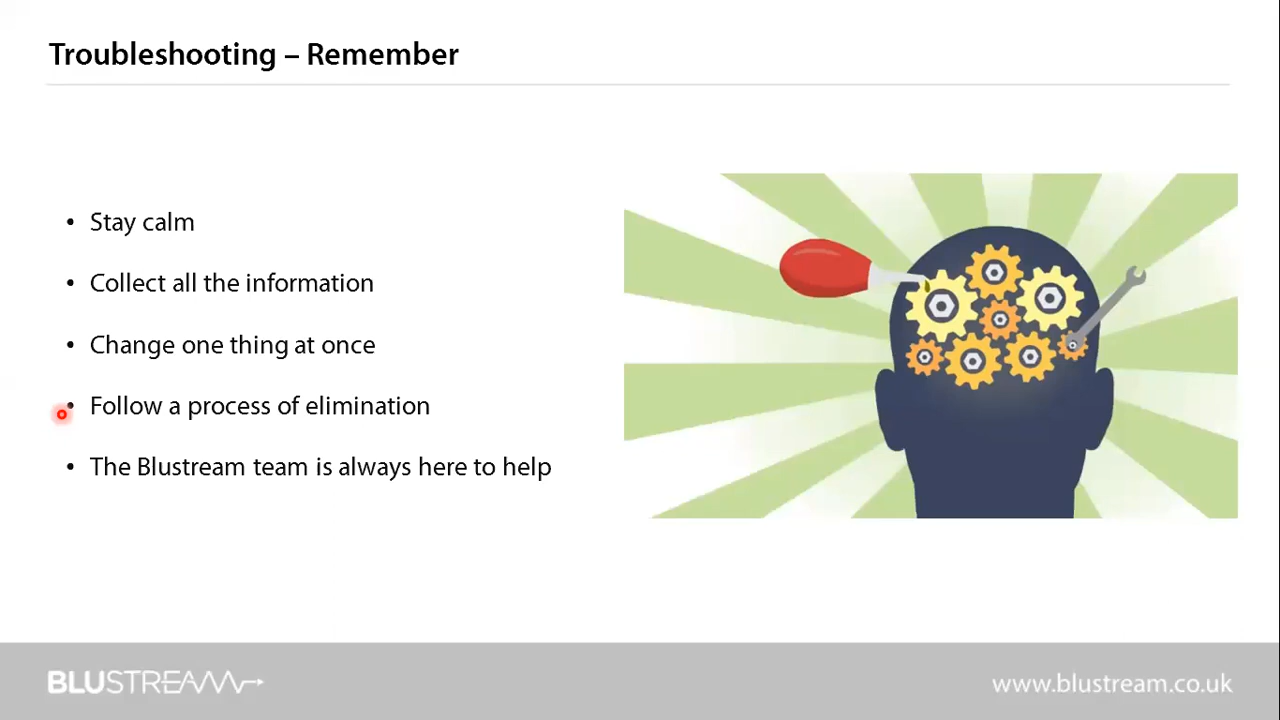 Troubleshooting – Remember
• Stay calm
• Collect all the information
• Change one thing at once
• Follow a process of elimination
• The Blustream team is always here to help
BLUSTREAM
www.blustream.co.uk